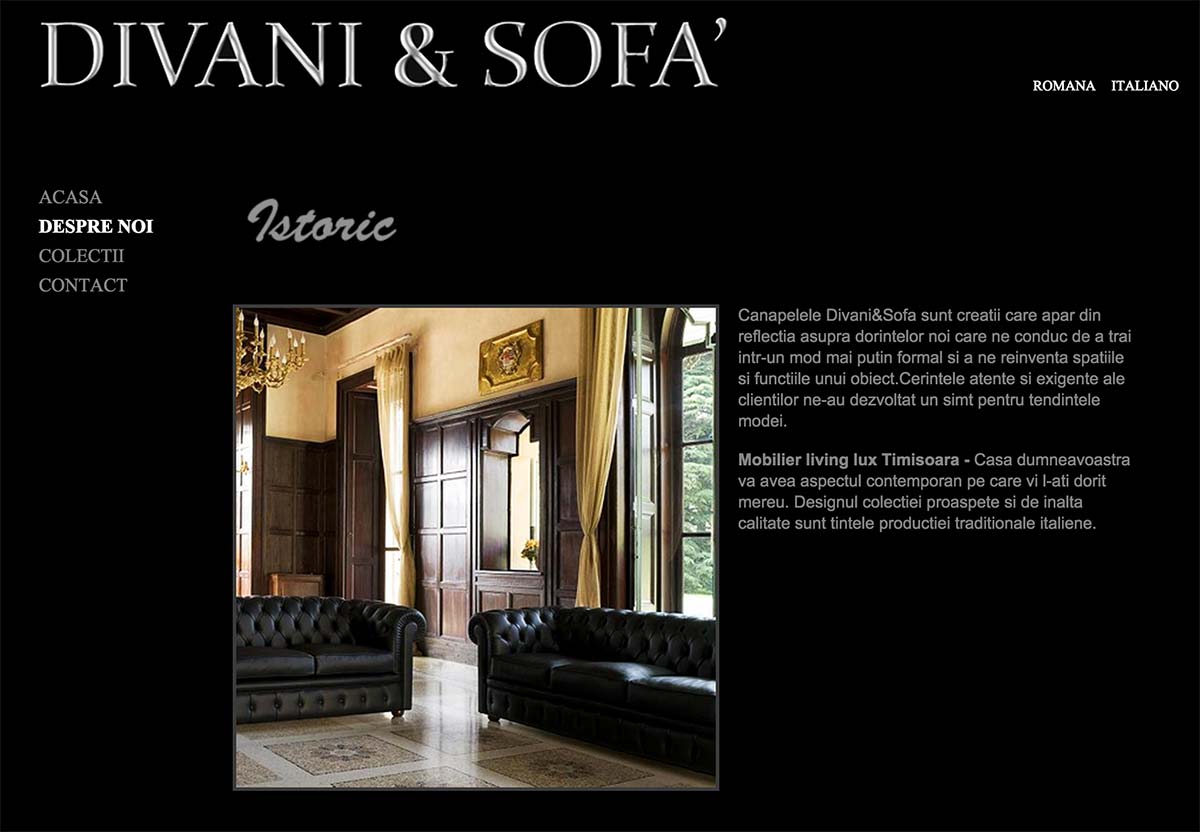 DIVANI & SOFA’
ROMANA ITALIANO
ACASA
DESPRE NOI
COLECTII
CONTACT
Istoric
Canapelele Divani&Sofa sunt creatii care apar din
reflectia asupra dorintelor noi care ne conduc de a trai
intr-un mod mai putin formal si a ne reinventa spatiile
si functiile unui obiect.Cerintele atente si exigente ale
clientilor ne-au dezvoltat un simt pentru tendintele
modei.
Mobilier living lux Timisoara - Casa dumneavoastra
va avea aspectul contemporan pe care vi l-ati dorit
mereu. Designul colectiei proaspete si de inalta
calitate sunt tintele productiei traditionale italiene.